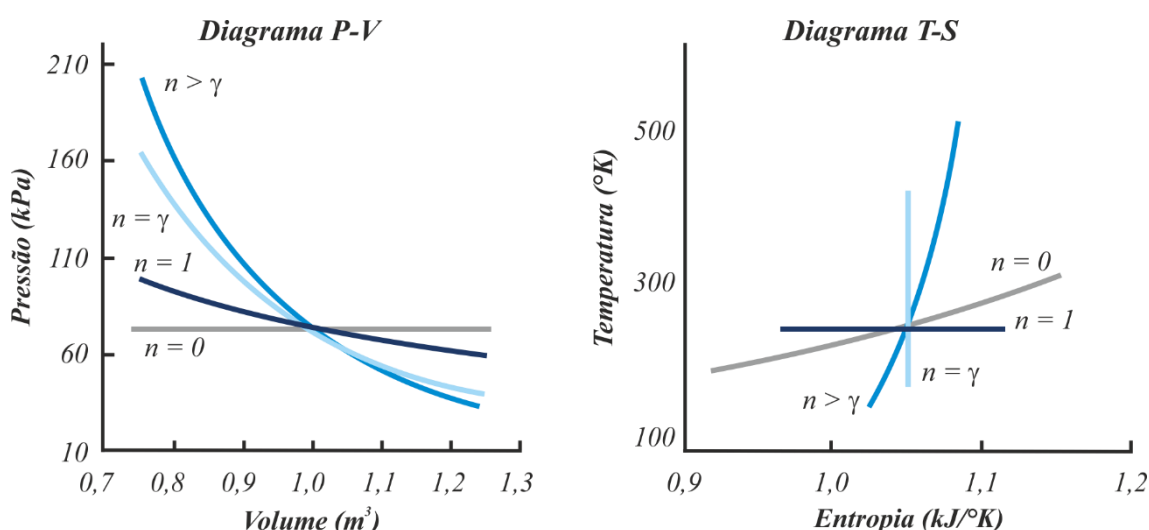 Diagrama P-V
Pressão (kPa)
210
160
110
60
10
n > γ
n = γ
n = 1
n = 0
0,7 0,8 0,9 1,0 1,1 1,2 1,3
Volume (m³)
Diagrama T-S
Temperatura (°K)
500
300
100
n = 0
n = 1
n = γ
n > γ
0,9 1,0 1,1 1,2
Entropia (kJ/°K)